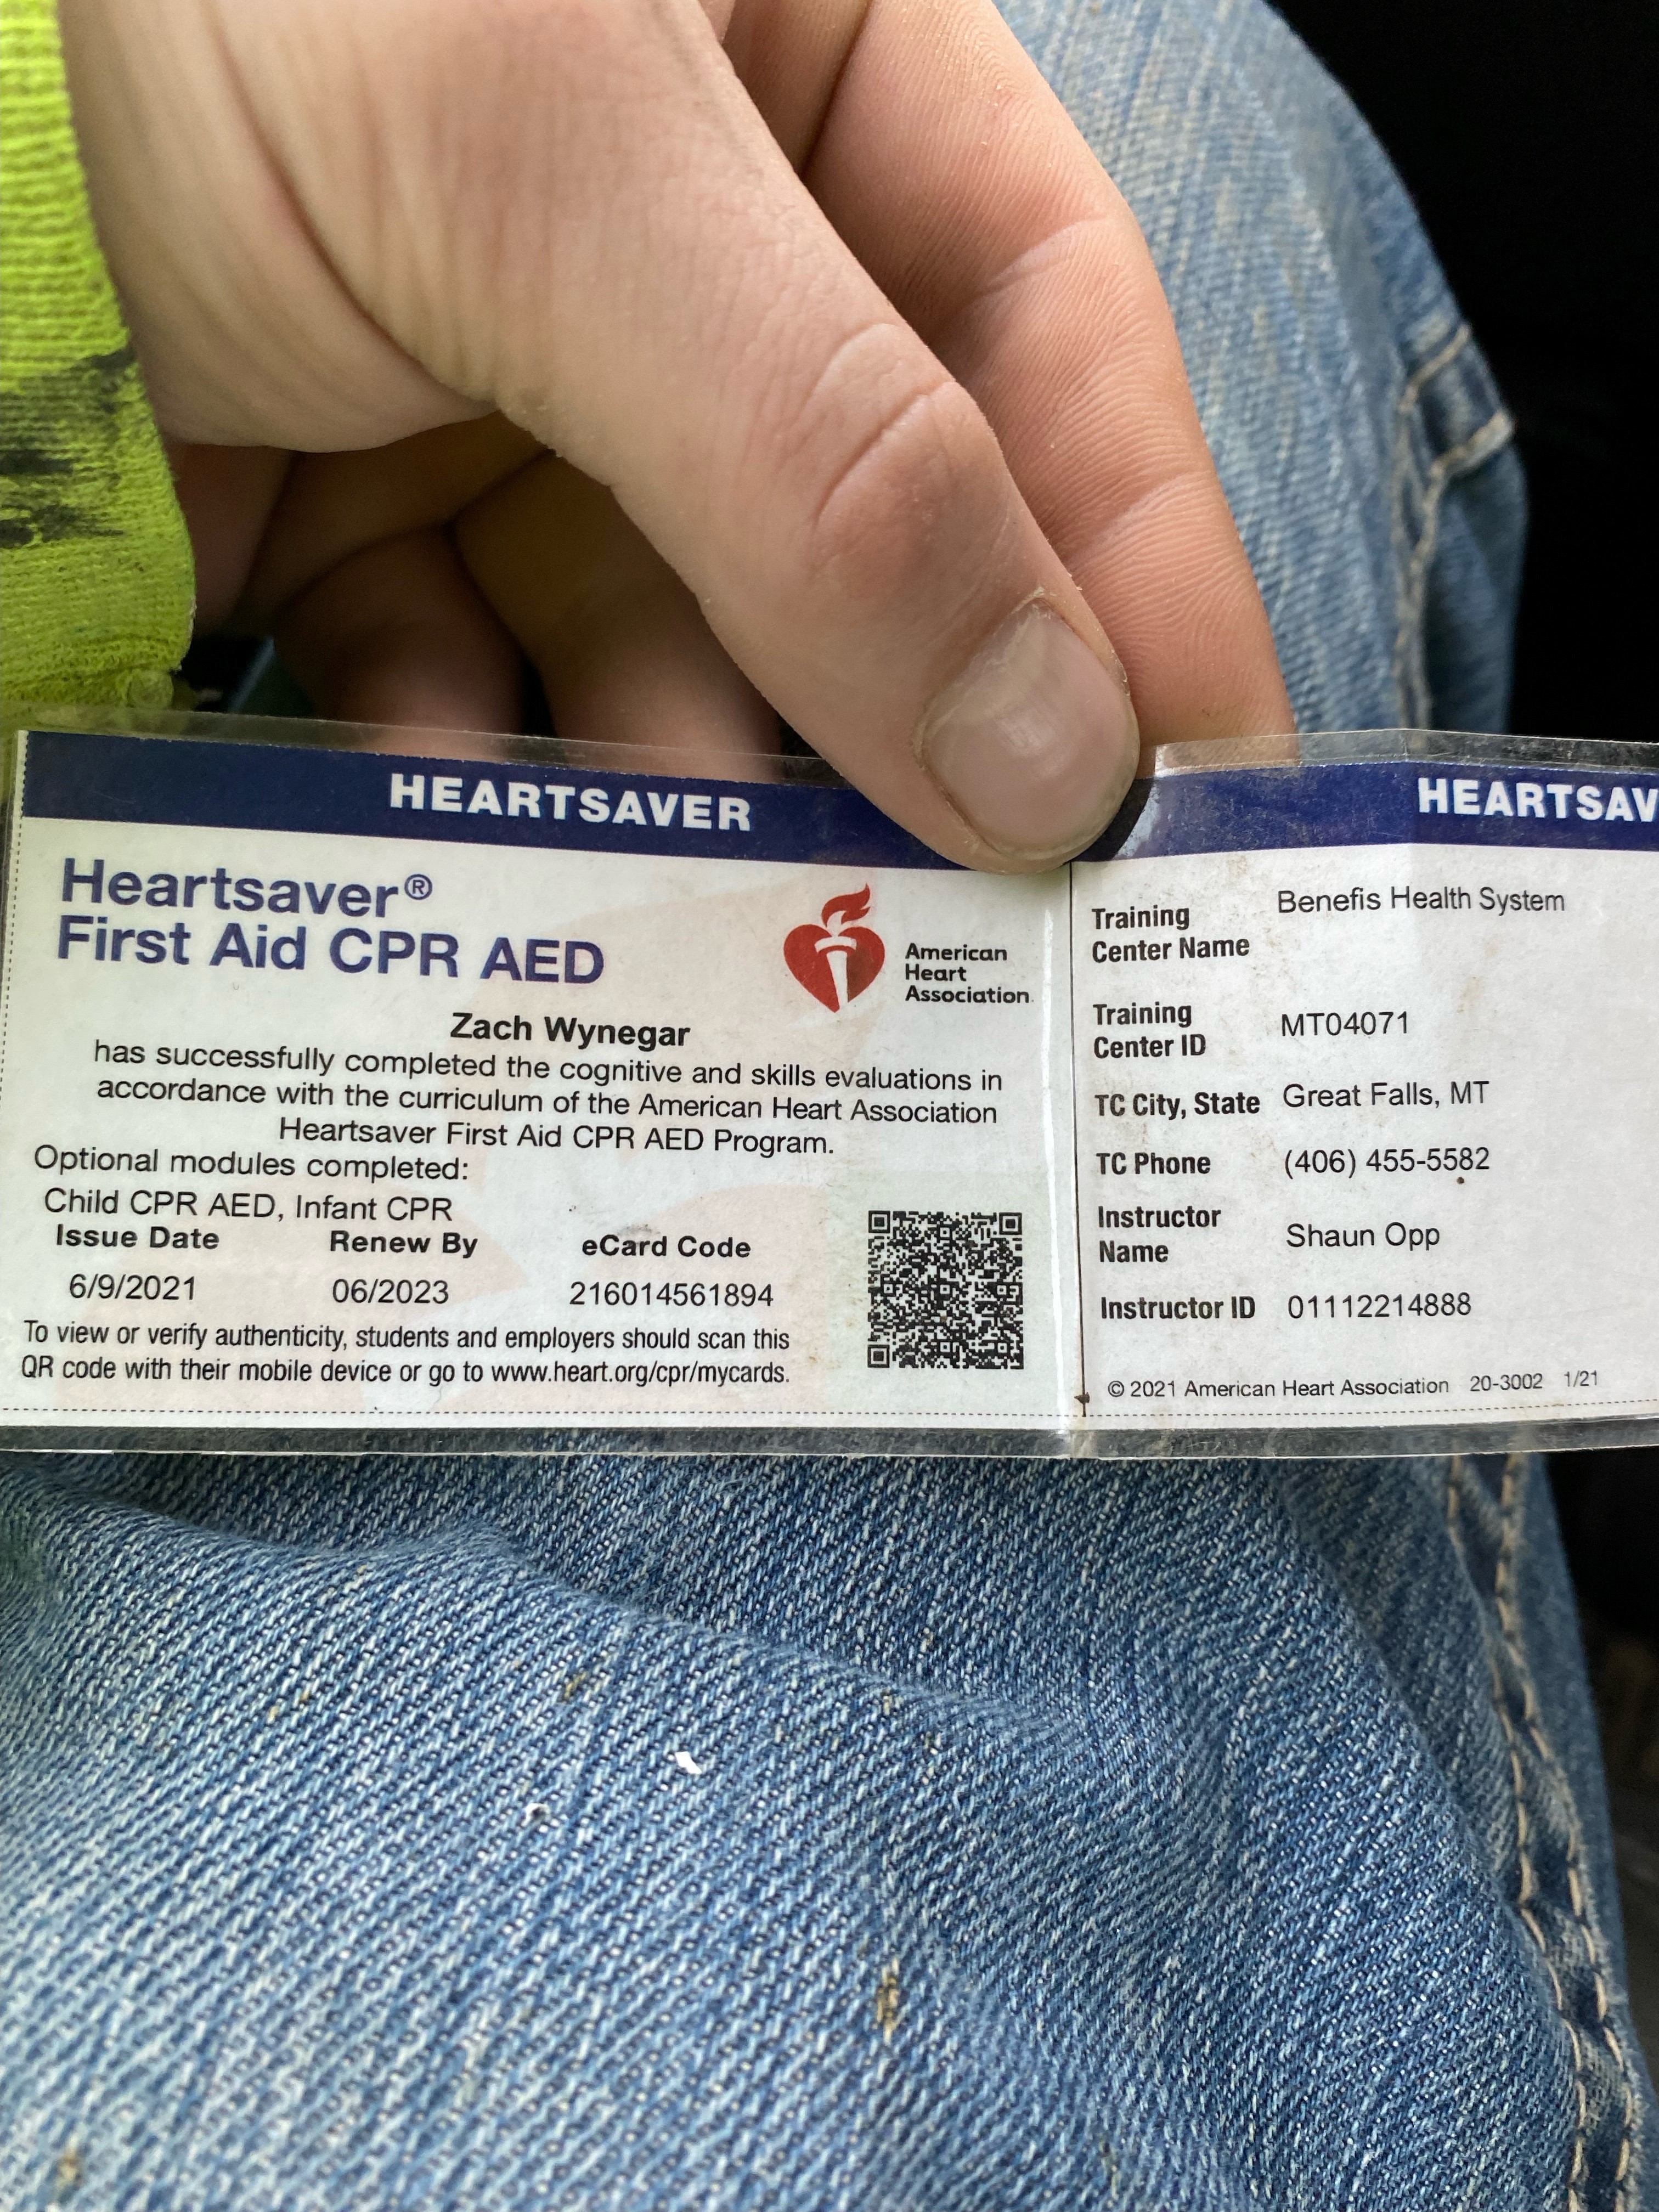 HEARTSAVER
Heartsaver®
First Aid CPR AED
American
Heart
Association
Zach Wynegar
has successfully completed the cognitive and skills evaluations in
accordance with the curriculum of the American Heart Association
Heartsaver First Aid CPR AED Program.
Optional modules completed:
Child CPR AED, Infant CPR
Issue Date Renew By eCard Code
6/9/2021 06/2023 216014561894
To view or verify authenticity, students and employers should scan this
QR code with their mobile device or go to www.heart.org/cpr/mycards.
HEARTSAV
Training
Center Name Benefis Health System
Training
Center ID MT04071
TC City, State Great Falls, MT
TC Phone (406) 455-5582
Instructor
Name Shaun Opp
Instructor ID 01112214888
© 2021 American Heart Association 20-3002 1/21